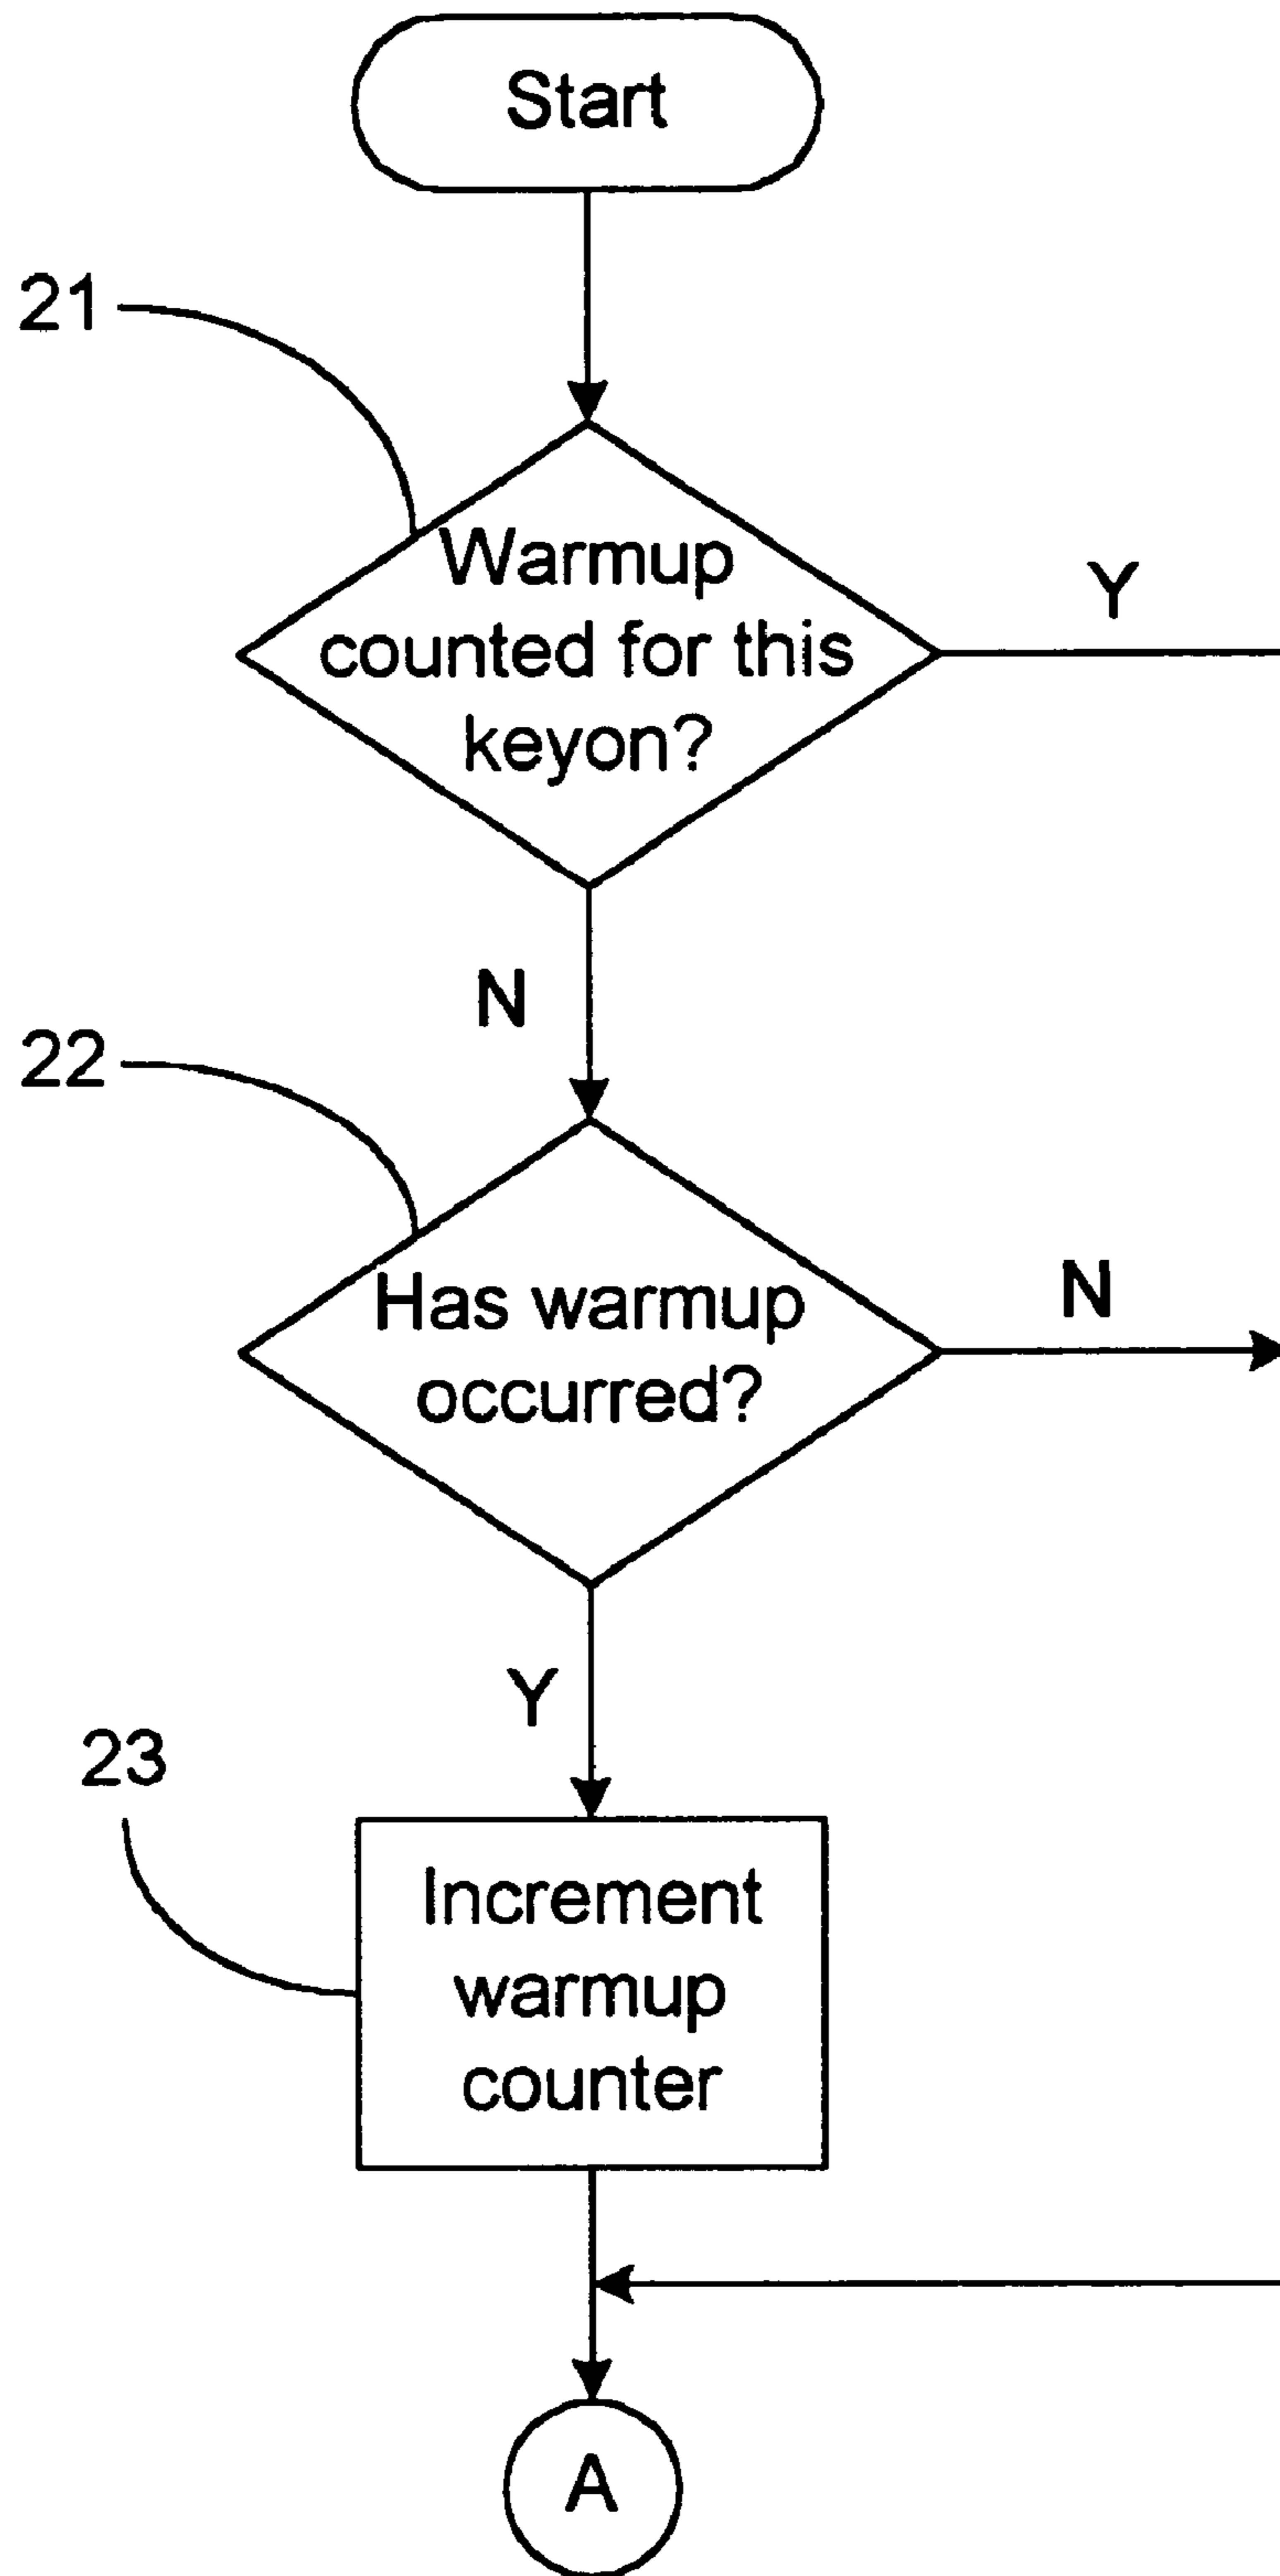 Start
21
Warmup
counted for this
keyon?
Y
N
22
Has warmup
occurred?
N
Y
23
Increment
warmup
counter
A